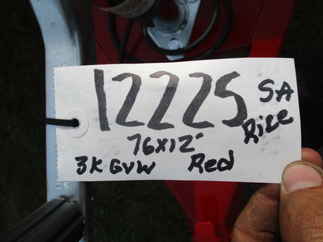 12225 SA
Rice
76X12'
3K GVW Red